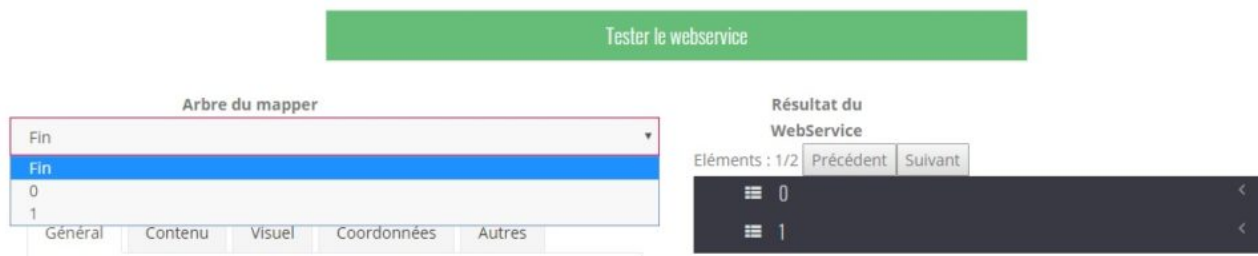 Tester le webservice
Arbre du mapper
Fin
Fin
0
1
Général Contenu Visuel Coordonnées Autres
Résultat du
WebService
Eléments : 1/2 Précédent Suivant
0
1